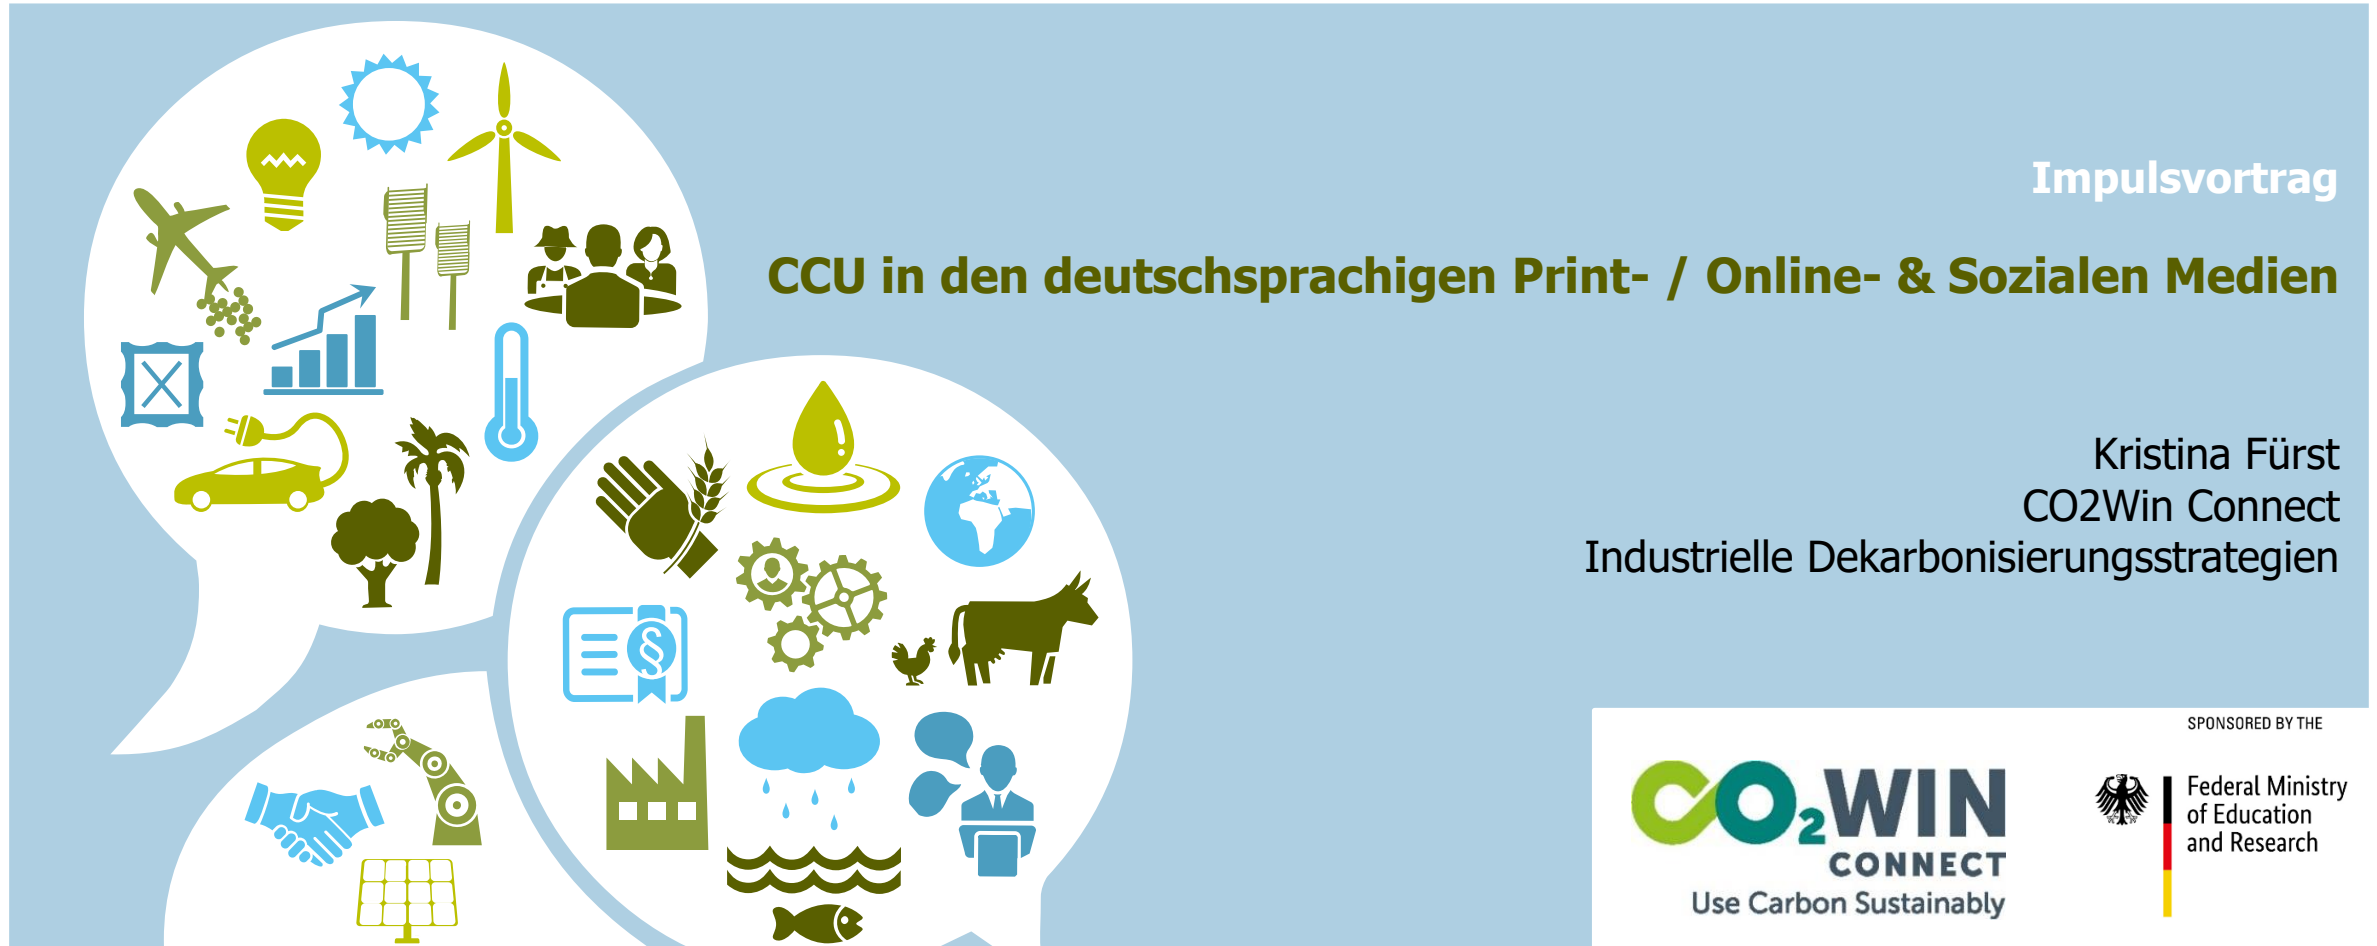 Impulsvortrag
CCU in den deutschsprachigen Print- / Online- & Sozialen Medien
Kristina Fürst
CO2Win Connect
Industrielle Dekarbonisierungsstrategien
§
SPONSORED BY THE
CO₂WIN
CONNECT
Use Carbon Sustainably
Federal Ministry
of Education
and Research